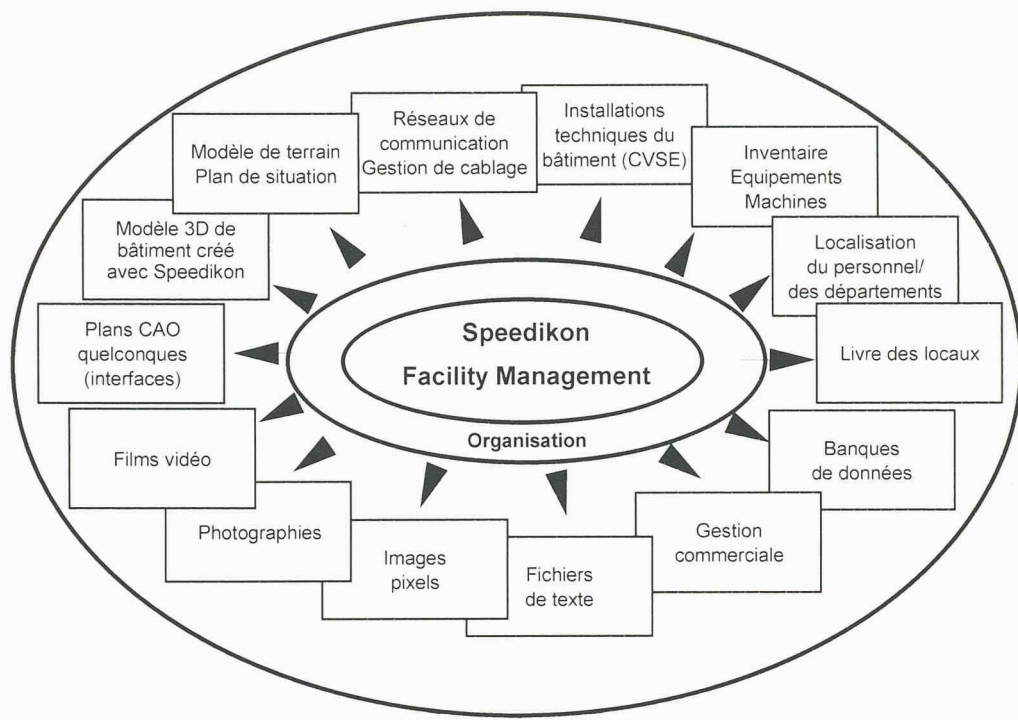 Réseaux de
communication
Gestion de cablage
Installations
techniques du
bâtiment (CVSE)
Modèle de terrain
Plan de situation
Inventaire
Equipements
Machines
Modèle 3D de
bâtiment créé
avec Speedikon
Localisation
du personnel/
des départements
Plans CAO
quelconques
(interfaces)
Speedikon
Facility Management
Organisation
Livre des locaux
Films vidéo
Banques
de données
Photographies
Gestion
commerciale
Images
pixels
Fichiers
de texte